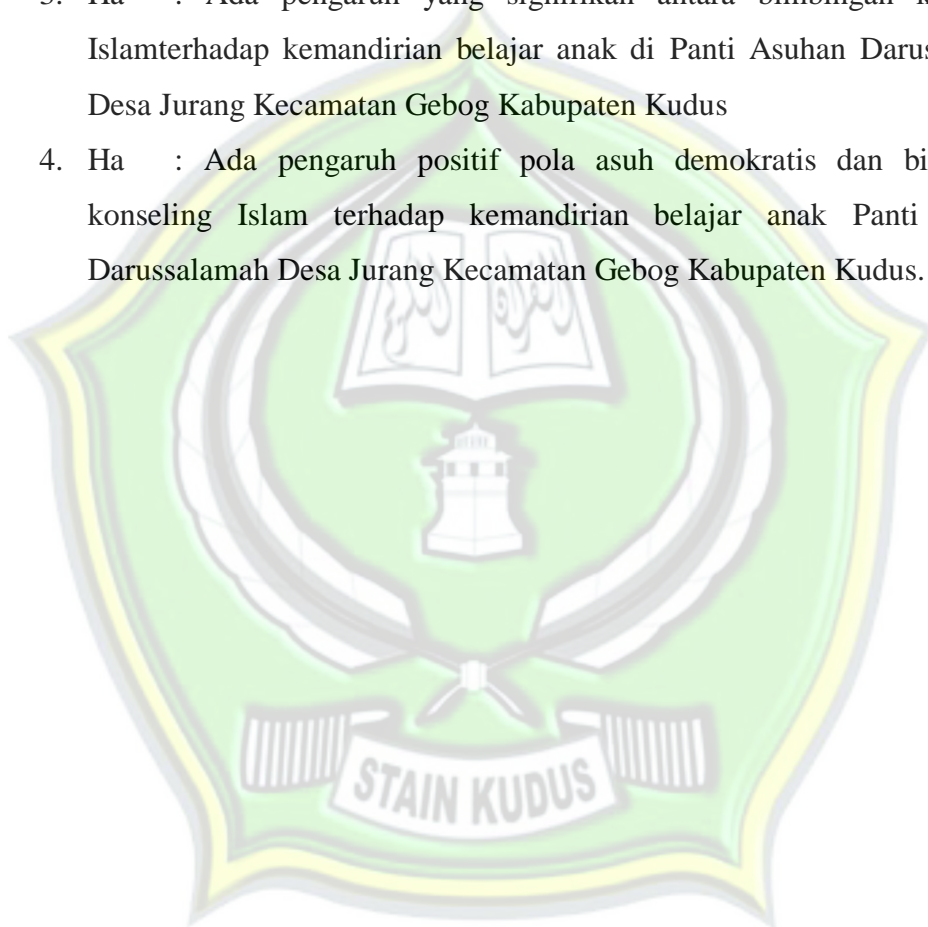 Islamterhadap kemandirian belajar anak di Panti Asuhan
Desa Jurang Kecamatan Gebog Kabupaten Kudus
4. Ha : Ada pengaruh positif pola asuh demokratis dan
konseling Islam terhadap kemandirian belajar anak Panti
Darussalamah Desa Jurang Kecamatan Gebog Kabupaten Kudus.
STAIN KUDUS